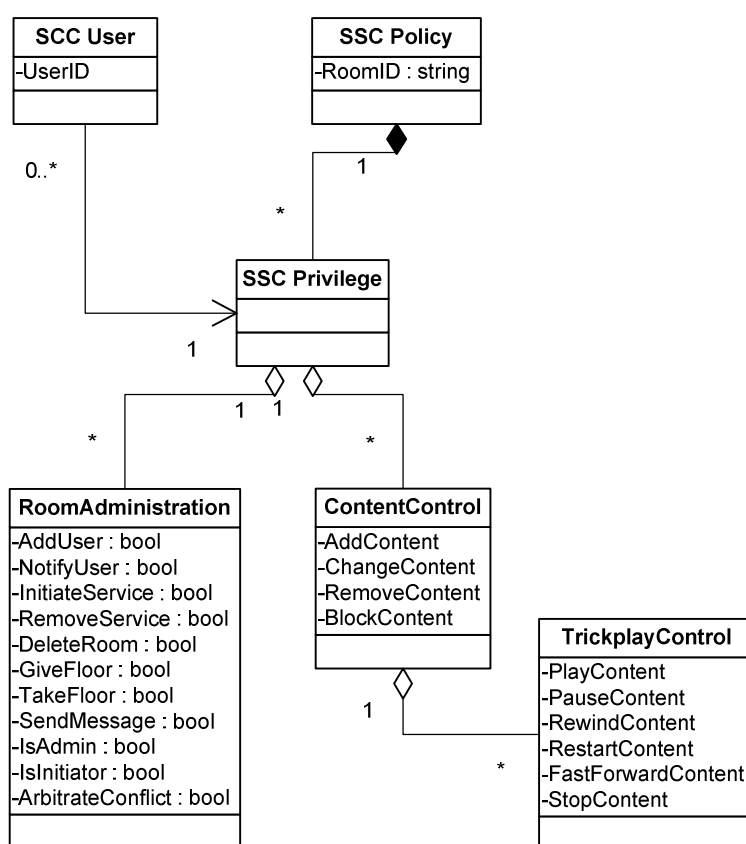 SCC User
-UserID
SSC Policy
-RoomID : string
0..*
1
*
SSC Privilege
1
1
1
*
*
RoomAdministration
-AddUser : bool
-NotifyUser : bool
-InitiateService : bool
-RemoveService : bool
-DeleteRoom : bool
-GiveFloor : bool
-TakeFloor : bool
-SendMessage : bool
-IsAdmin : bool
-IsInitiator : bool
-ArbitrateConflict : bool
ContentControl
-AddContent
-ChangeContent
-RemoveContent
-BlockContent
1
*
TrickplayControl
-PlayContent
-PauseContent
-RewindContent
-RestartContent
-FastForwardContent
-StopContent